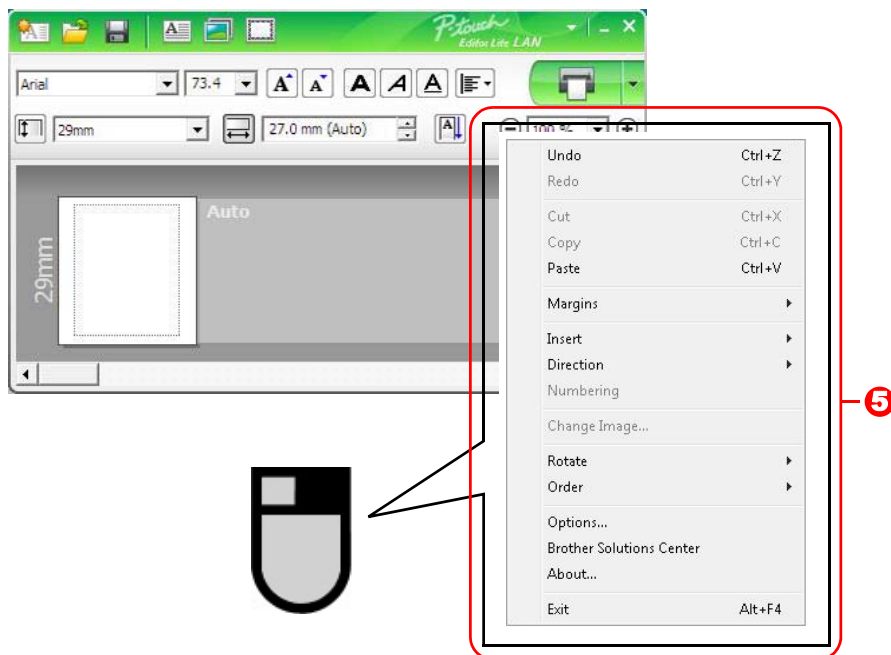 P-touch
Editor Lite LAN
Arial 73.4 A A A A A
29mm 27.0 mm (Auto) A 100 %
Auto
29mm
Undo Ctrl+Z
Redo Ctrl+Y
Cut Ctrl+X
Copy Ctrl+C
Paste Ctrl+V
Margins
Insert
Direction
Numbering
Change Image...
Rotate
Order
Options...
Brother Solutions Center
About...
Exit Alt+F4
5